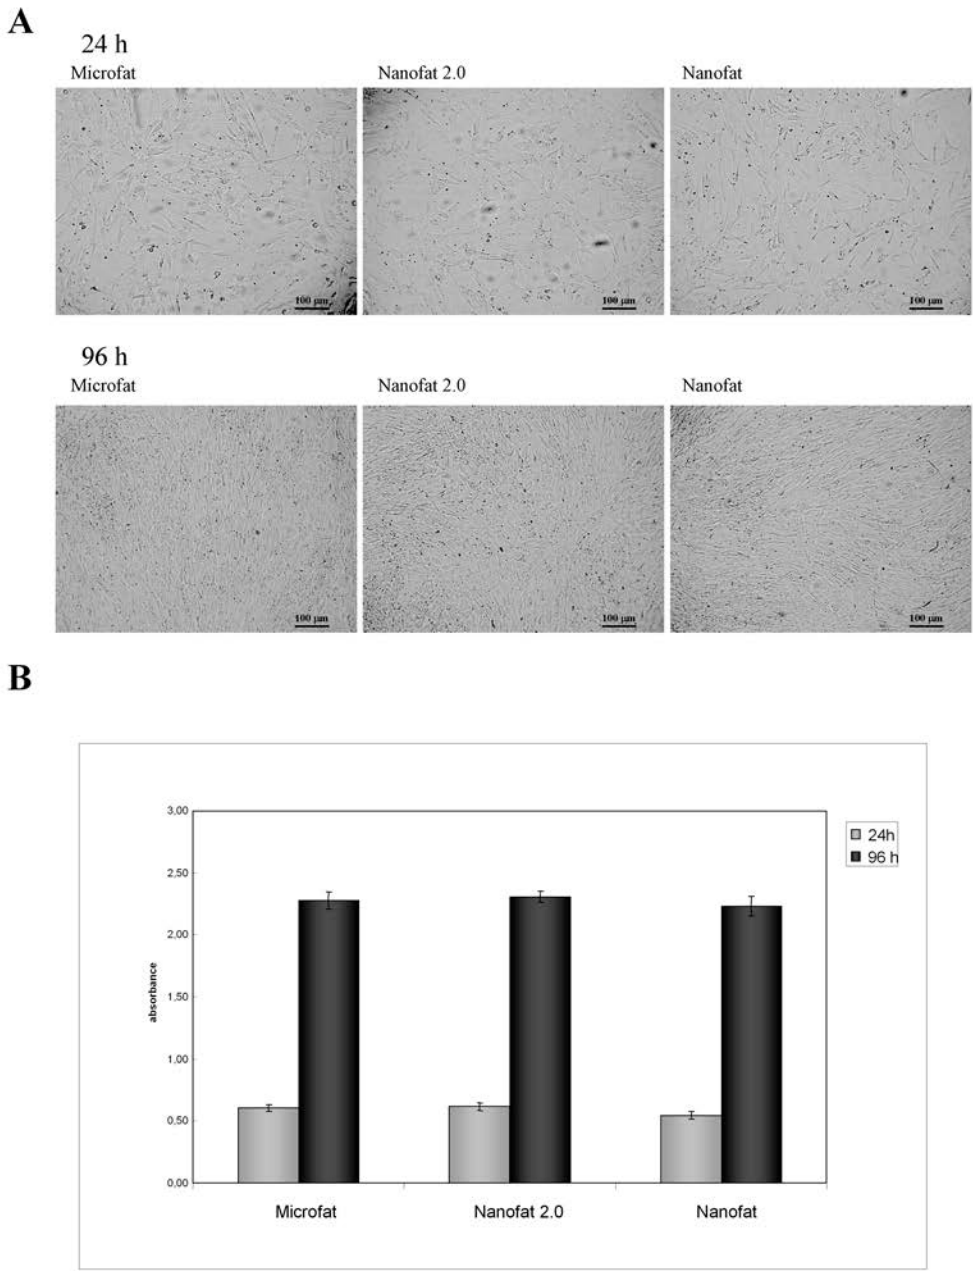 A
24 h
Microfat Nanofat 2.0 Nanofat
100 µm 100 µm 100 µm
96 h
Microfat Nanofat 2.0 Nanofat
100 µm 100 µm 100 µm
B
3,00
2,50
2,00
1,50
1,00
0,50
0,00
absorbance
24h
96 h
Microfat Nanofat 2.0 Nanofat